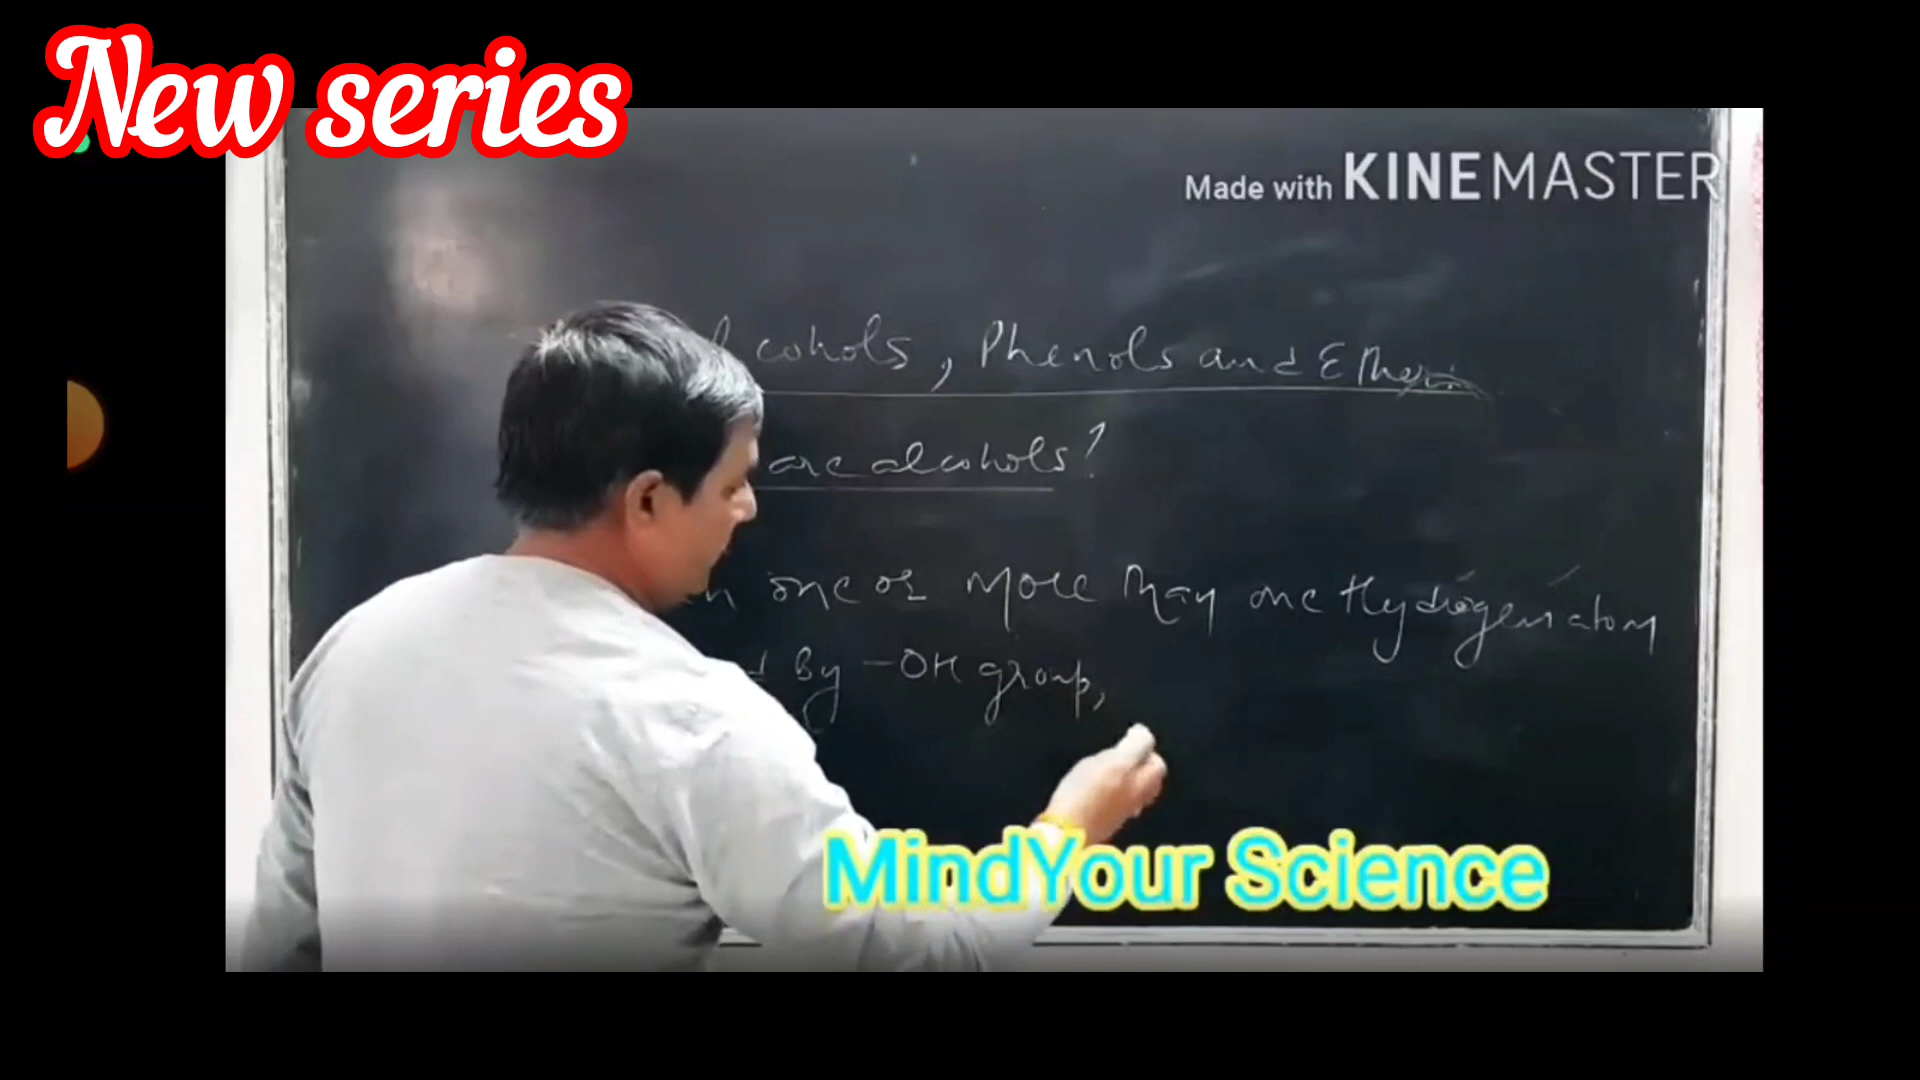 New series
Made with KINEMASTER
cohols, Phenols and Ethers
are alcohols?
one or more than one Hydrogen atom
By -OH group,
MindYour Science